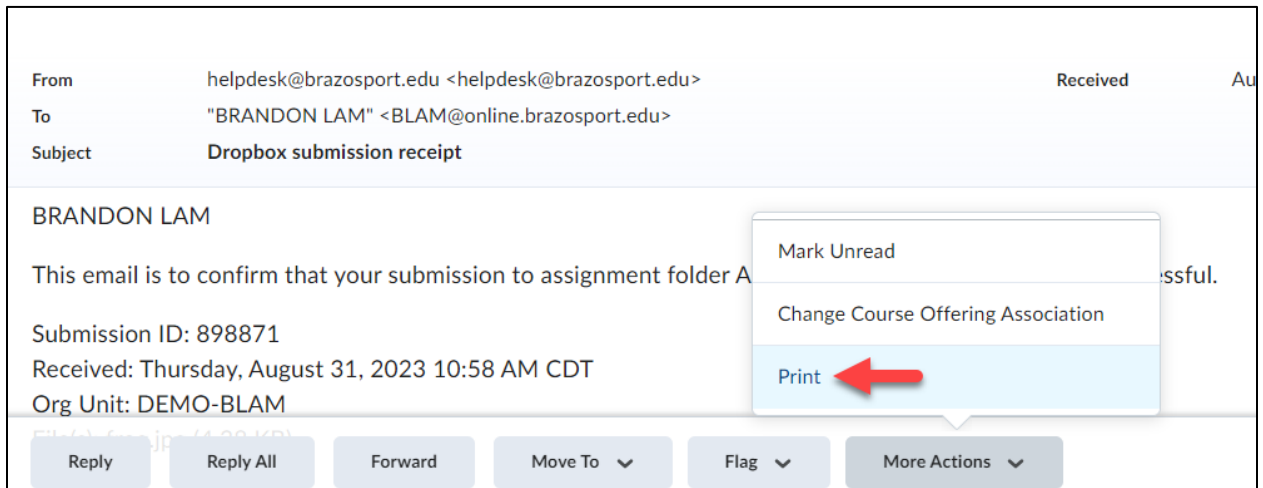 From helpdesk@brazosport.edu <helpdesk@brazosport.edu> Received Au
To "BRANDON LAM" <BLAM@online.brazosport.edu>
Subject Dropbox submission receipt
BRANDON LAM
This email is to confirm that your submission to assignment folder A
Mark Unread
Change Course Offering Association
Print
ssful.
Submission ID: 898871
Received: Thursday, August 31, 2023 10:58 AM CDT
Org Unit: DEMO-BLAM
Reply Reply All Forward Move To Flag More Actions